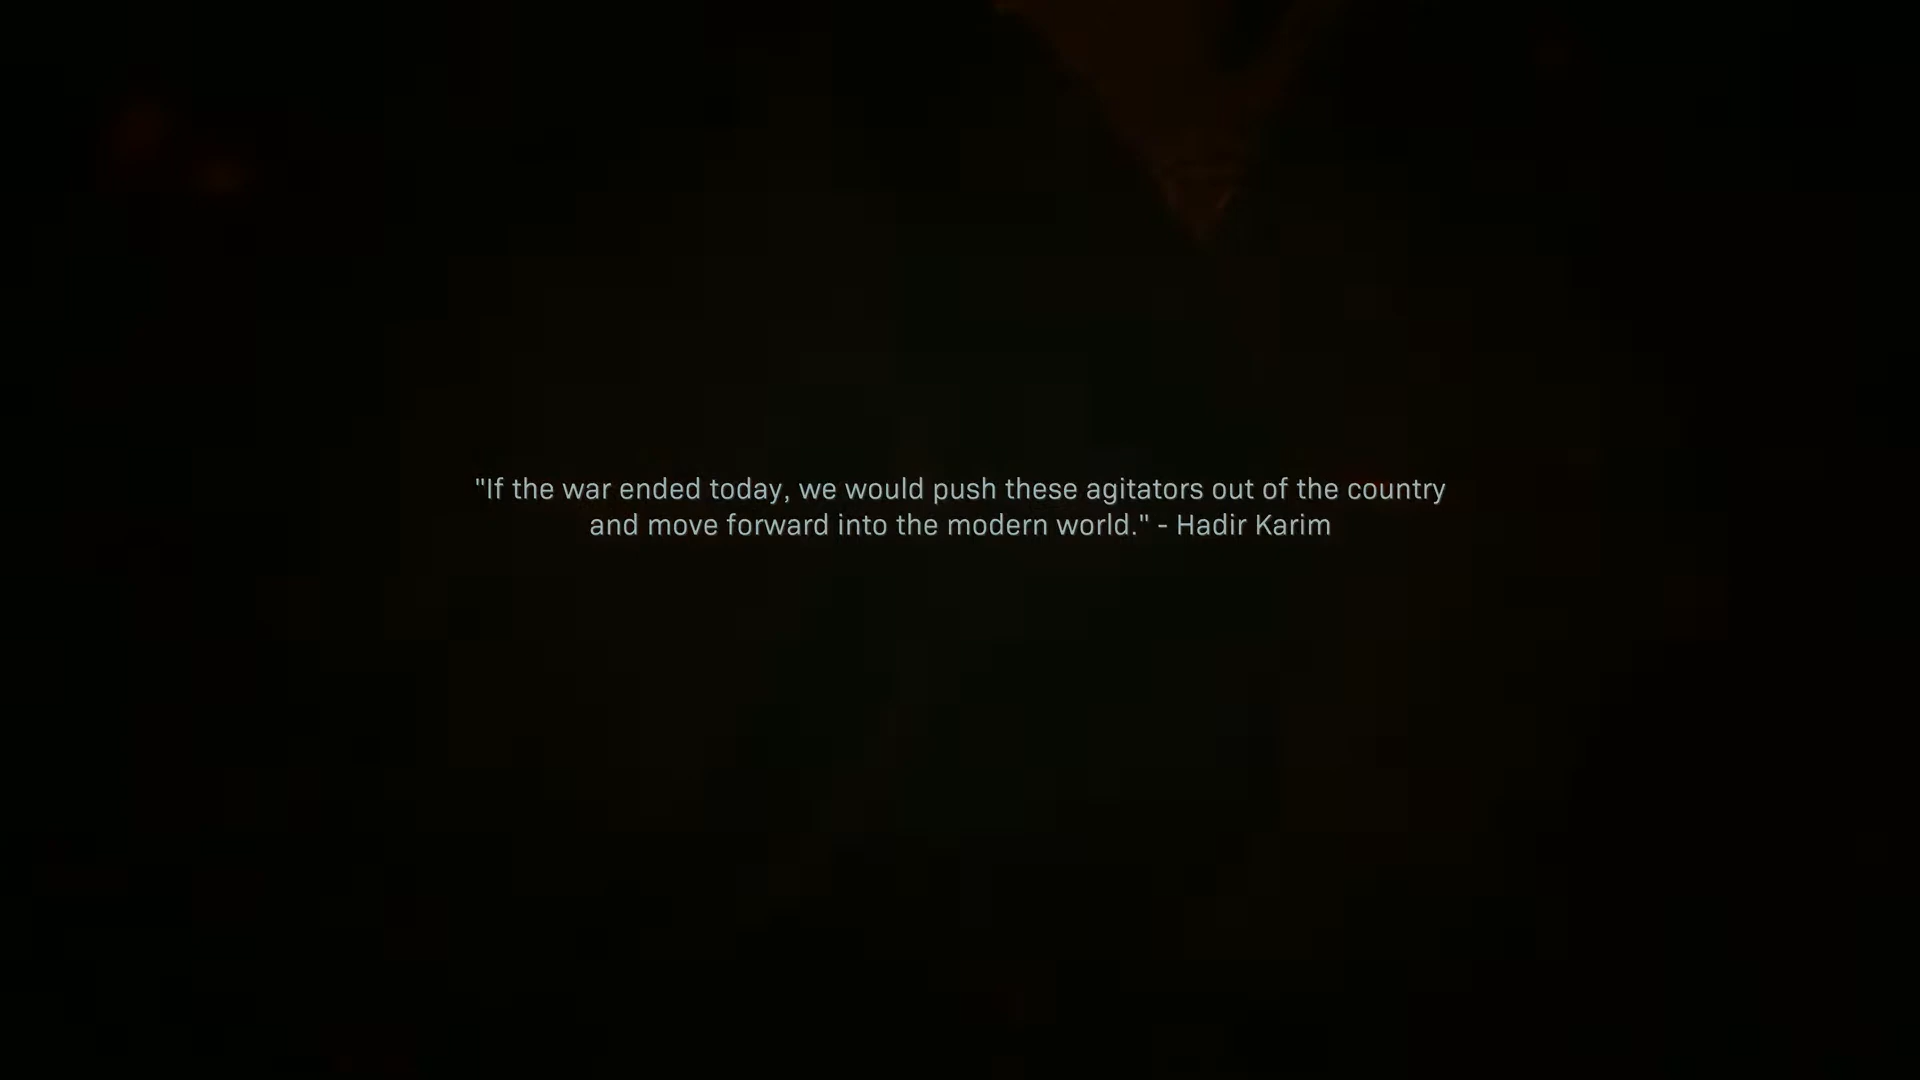 "If the war ended today, we would push these agitators out of the country
and move forward into the modern world." - Hadir Karim